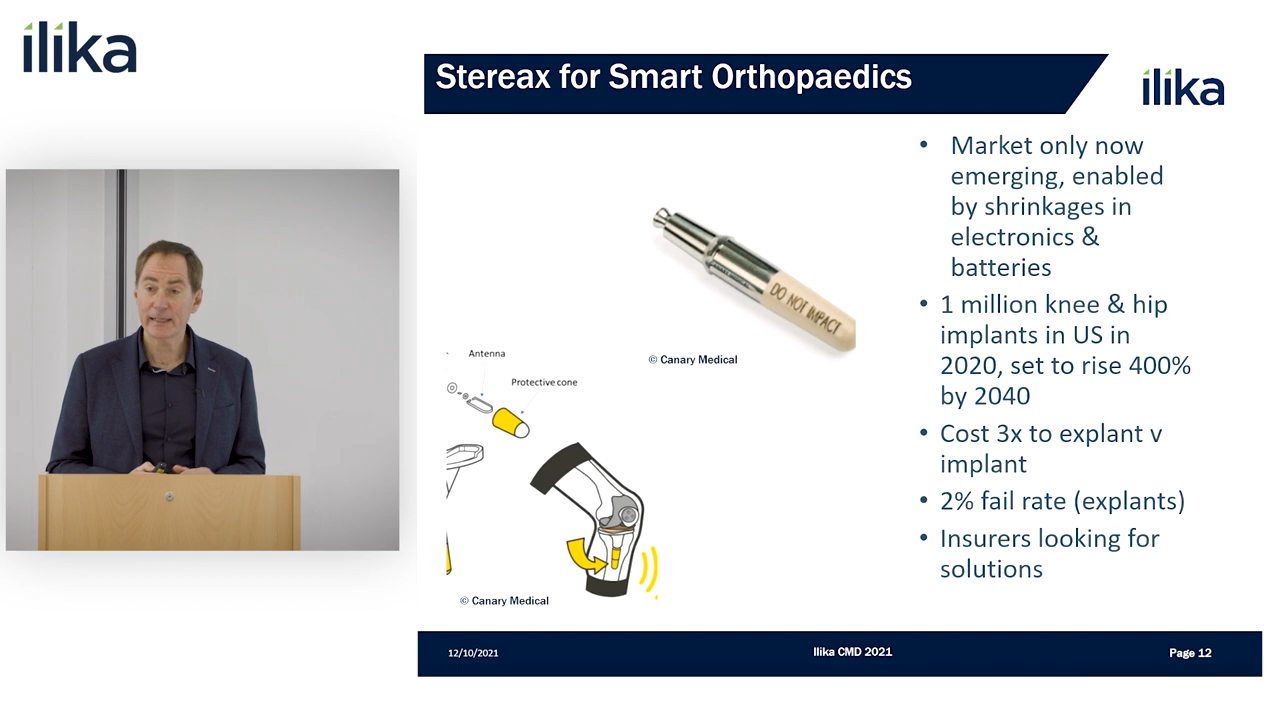 ilika
Stereax for Smart Orthopaedics
ilika
• Market only now
emerging, enabled
by shrinkages in
electronics &
batteries
• 1 million knee & hip
implants in US in
2020, set to rise 400%
by 2040
• Cost 3x to explant v
implant
• 2% fail rate (explants)
• Insurers looking for
solutions
DO NOT IMPACT
© Canary Medical
Antenna
Protective cone
© Canary Medical
12/10/2021
Ilika CMD 2021
Page 12